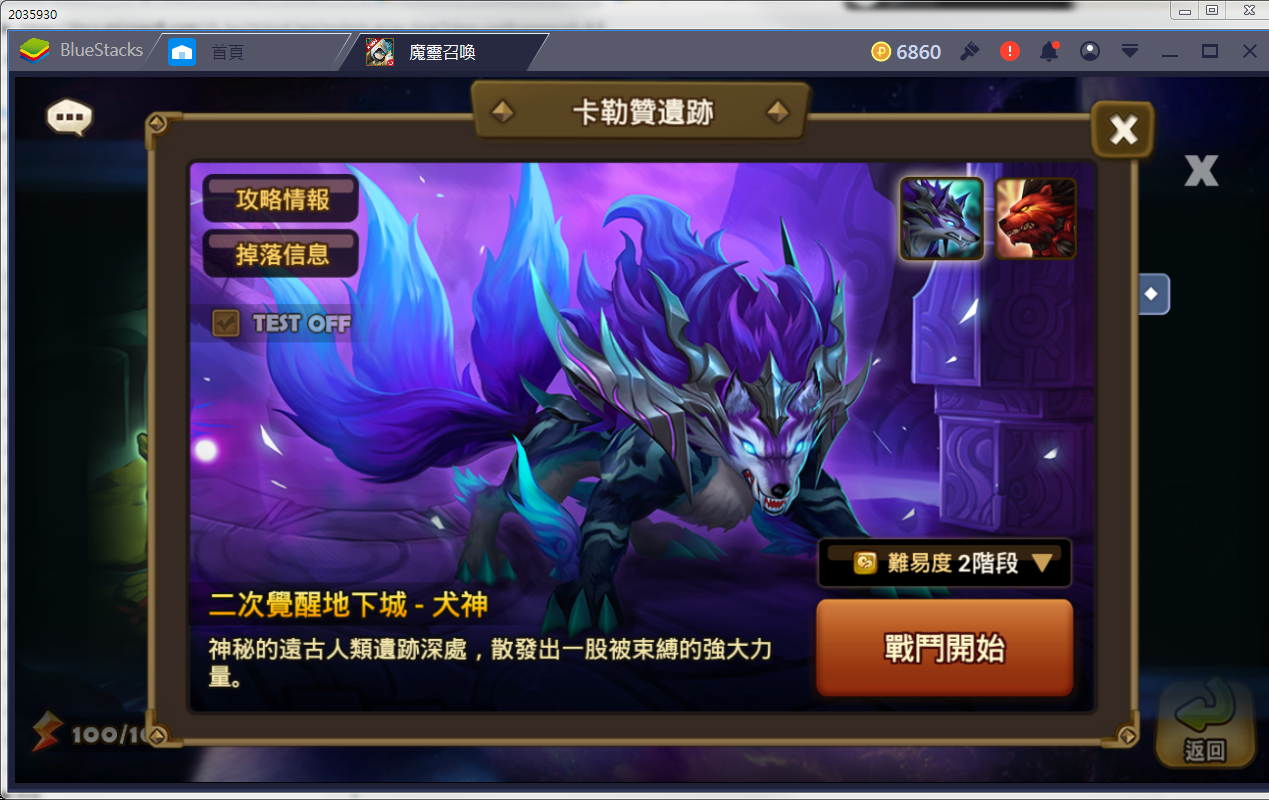 2035930
BlueStacks
首頁
魔靈召喚
6860
卡勒贊遺跡
攻略情報
掉落信息
TEST OFF
難易度 2階段
二次覺醒地下城 - 犬神
神秘的遠古人類遺跡深處，散發出一股被束縛的強大力
量。
戰鬥開始
100/10
返回